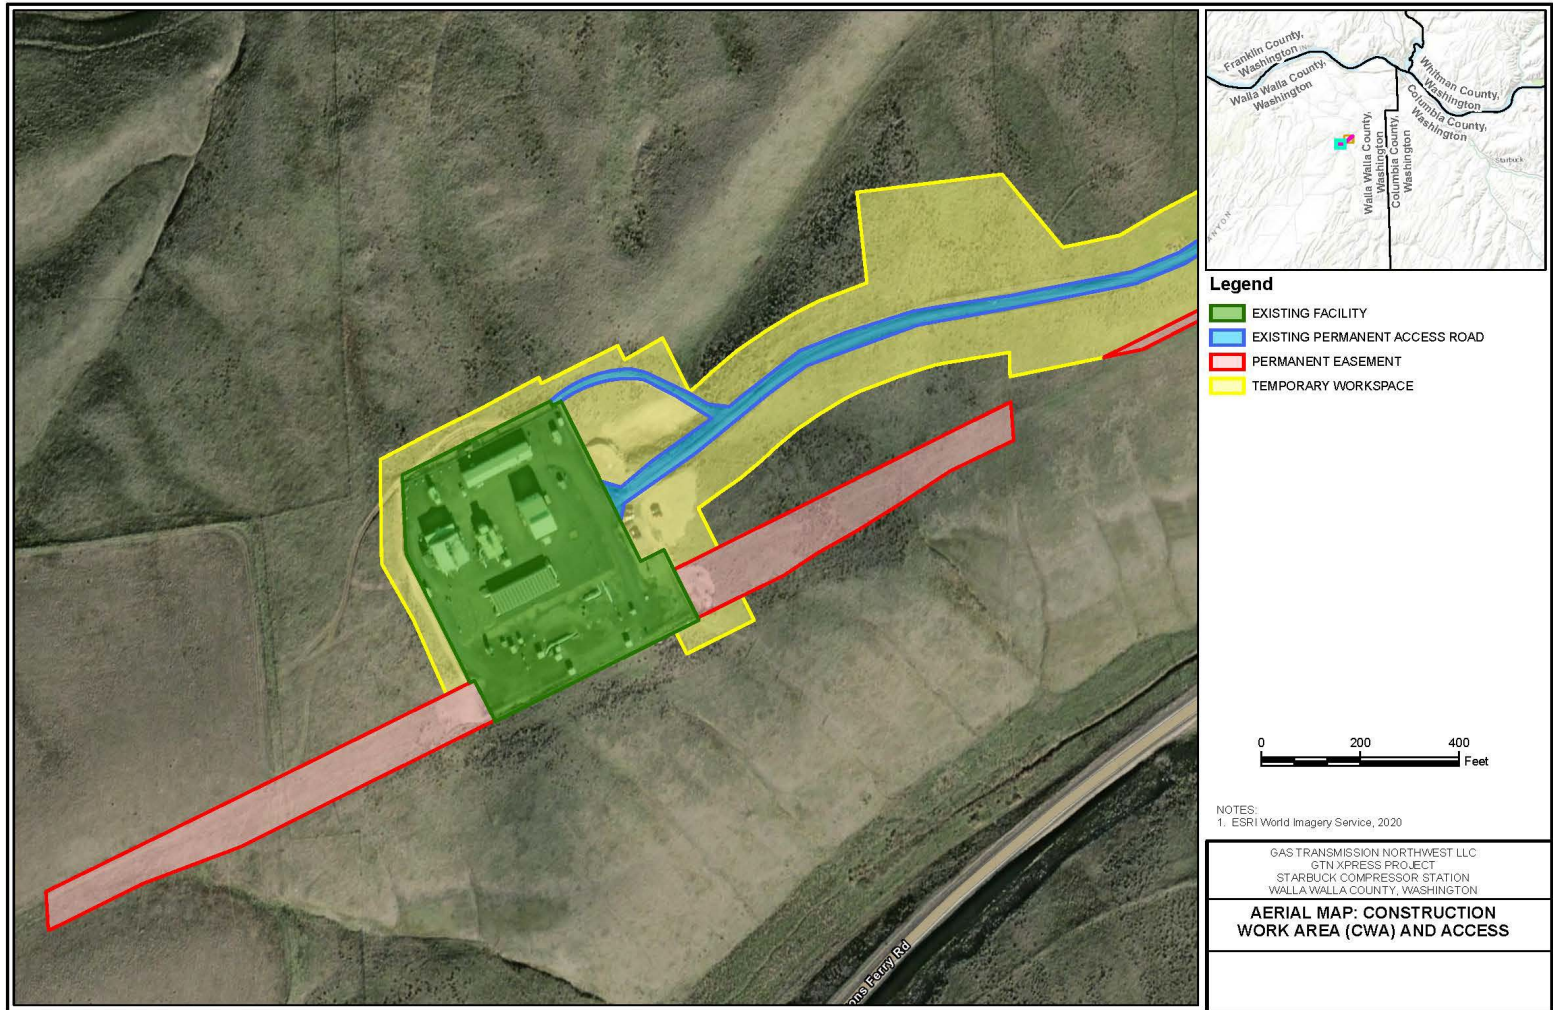 Franklin County,
Washington
Walla Walla County,
Washington
Whitman County,
Washington
Columbia County,
Washington
Walla Walla County,
Washington
Columbia County,
Washington
Starbuck
ANYON
Legend
EXISTING FACILITY
EXISTING PERMANENT ACCESS ROAD
PERMANENT EASEMENT
TEMPORARY WORKSPACE
0 200 400
Feet
NOTES:
1. ESRI World Imagery Service, 2020
GAS TRANSMISSION NORTHWEST LLC
GTN XPRESS PROJECT
STARBUCK COMPRESSOR STATION
WALLA WALLA COUNTY, WASHINGTON
AERIAL MAP: CONSTRUCTION
WORK AREA (CWA) AND ACCESS
ons Ferry Rd